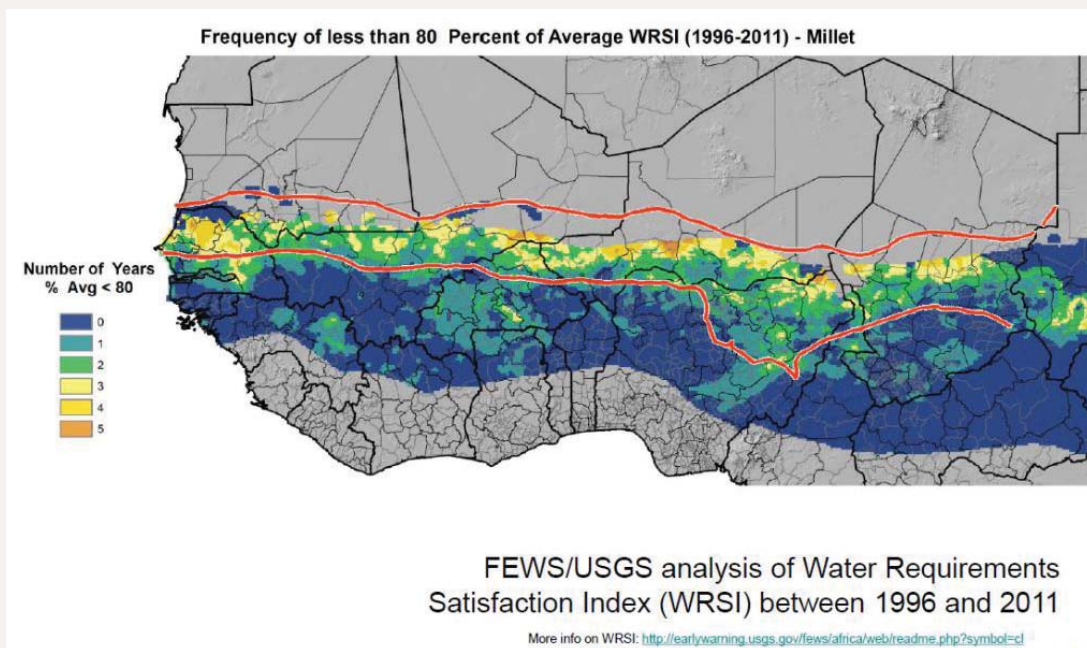 Frequency of less than 80 Percent of Average WRSI (1996-2011) - Millet
Number of Years
% Avg < 80
0
1
2
3
4
5
FEWS/USGS analysis of Water Requirements
Satisfaction Index (WRSI) between 1996 and 2011
More info on WRSI: http://earlywarning.usgs.gov/fews/africa/web/readme.php?symbol=cl